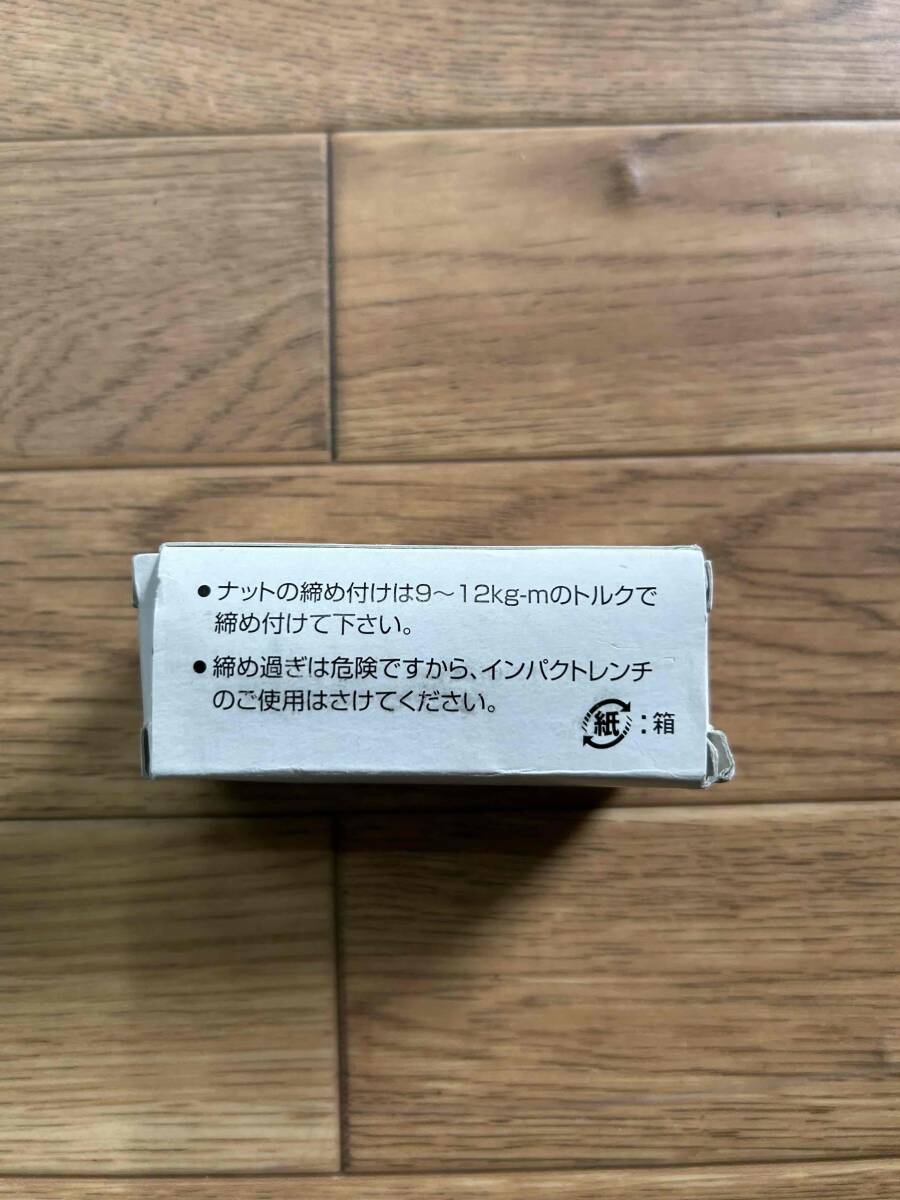 ●ナットの締め付けは9〜12kg-mのトルクで
締め付けて下さい。
●締め過ぎは危険ですから、インパクトレンチ
のご使用はさけてください。
紙:箱